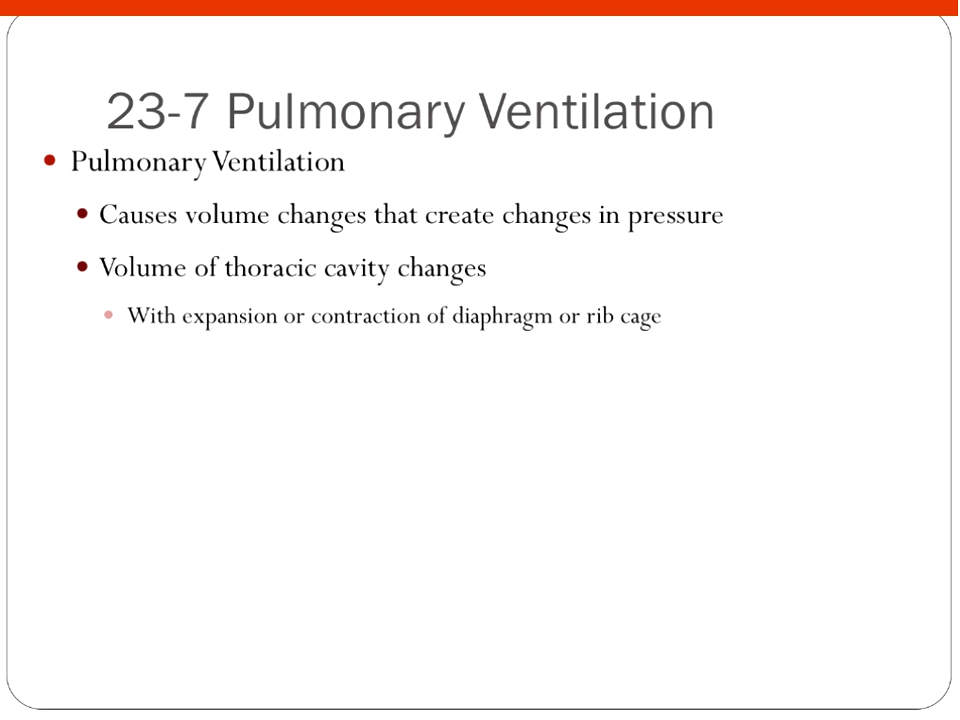 23-7 Pulmonary Ventilation
Pulmonary Ventilation
Causes volume changes that create changes in pressure
Volume of thoracic cavity changes
With expansion or contraction of diaphragm or rib cage